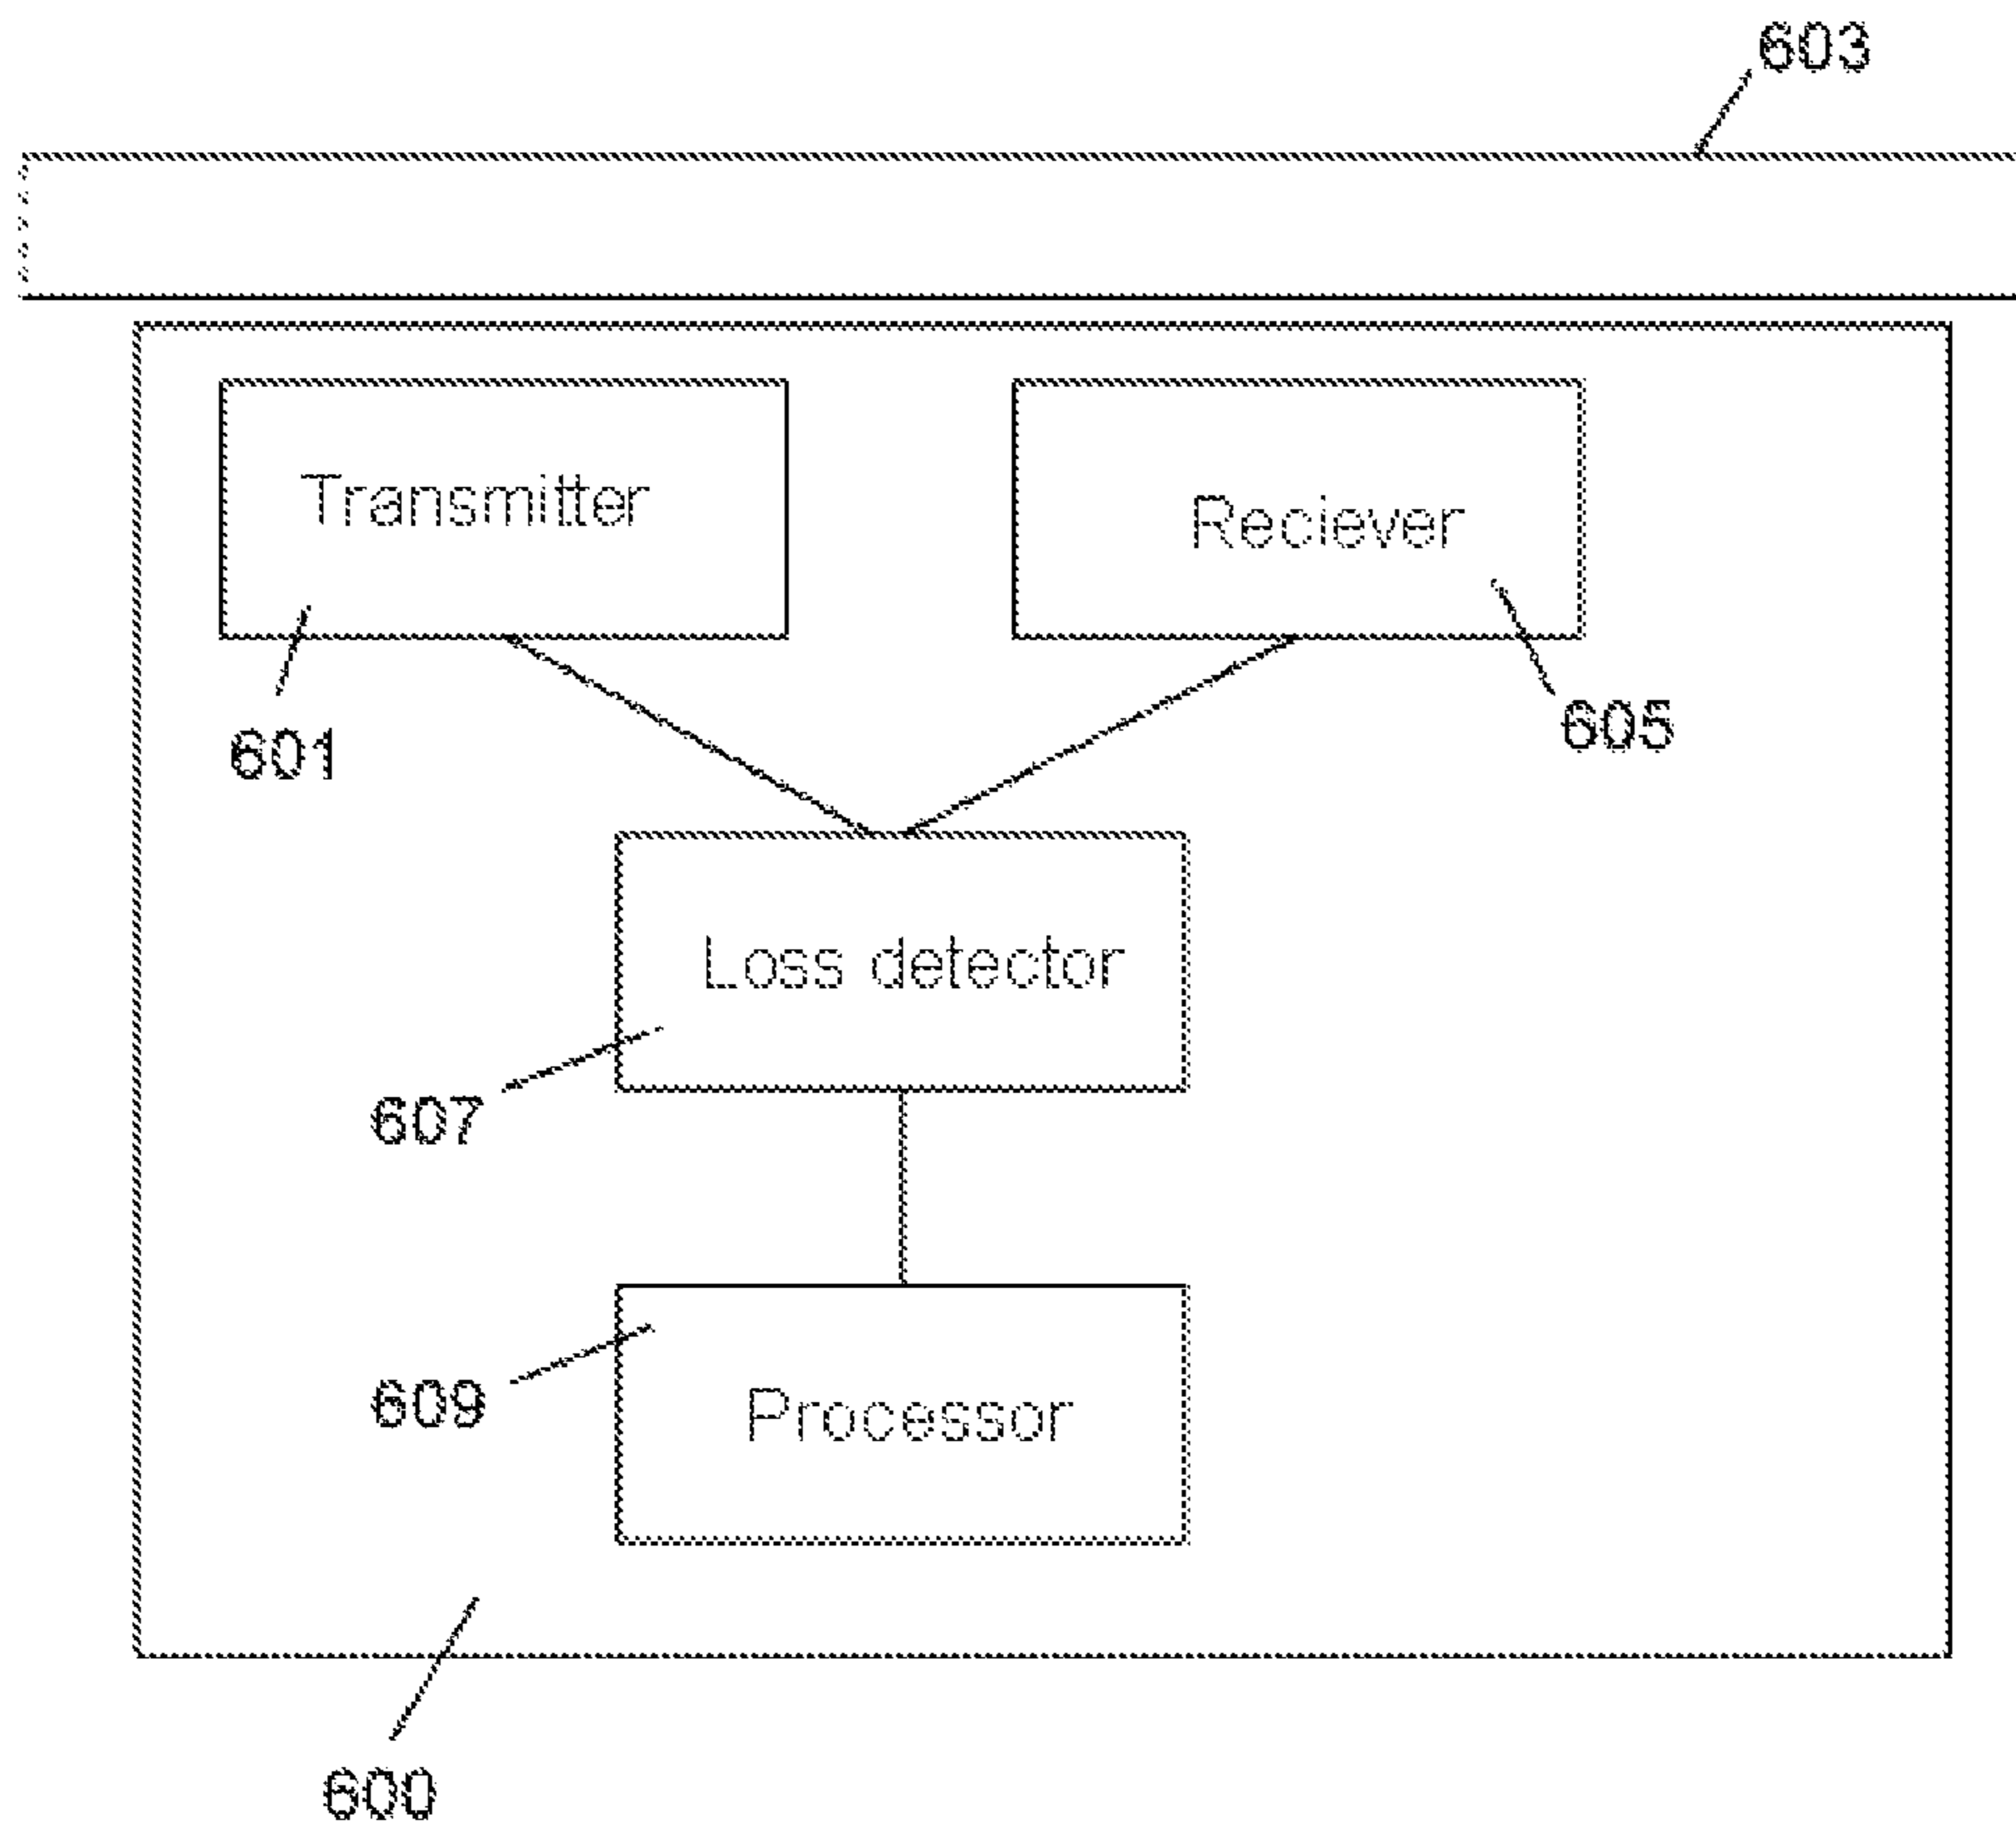 603
Transmitter
Reciever
601
605
Loss detector
607
609
Processor
600